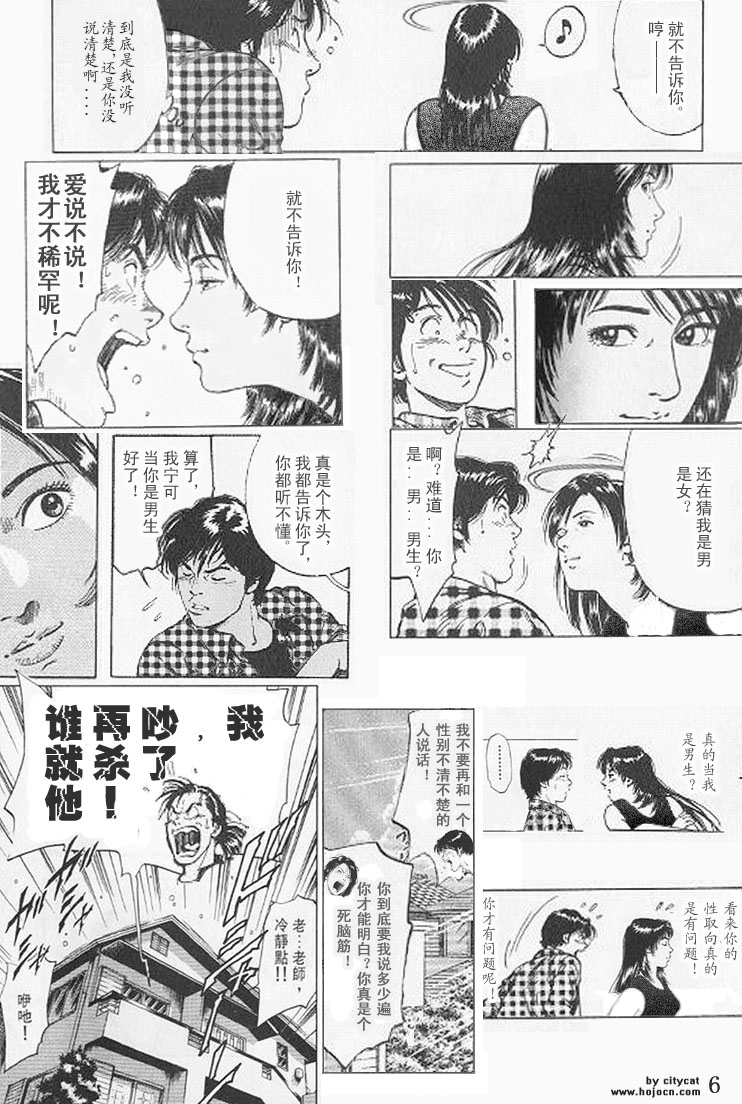 就不告诉你。
哼——
到底是我没听
清楚,还是你没
说清楚啊...
就不告诉你！
爱说不说！
我才不稀罕呢！
还在猜我是男
是女？
啊？难道...你
是.男.男生？
真是个木头,
我都告诉你了,
你都听不懂。
算了,
我宁可
当你是男生
好了！
真的当我
是男生？
......
看来你的
性取向真的
是有问题！
你才有问题呢！
我不要再和一个
性别不清不楚的
人说话！
你到底要我说多少遍
你才能明白？你真是个
死脑筋！
谁再吵,我
就杀了
他！
老...老師,
冷靜點!!
咿吔！
by citycat
www.hojocn.com
6